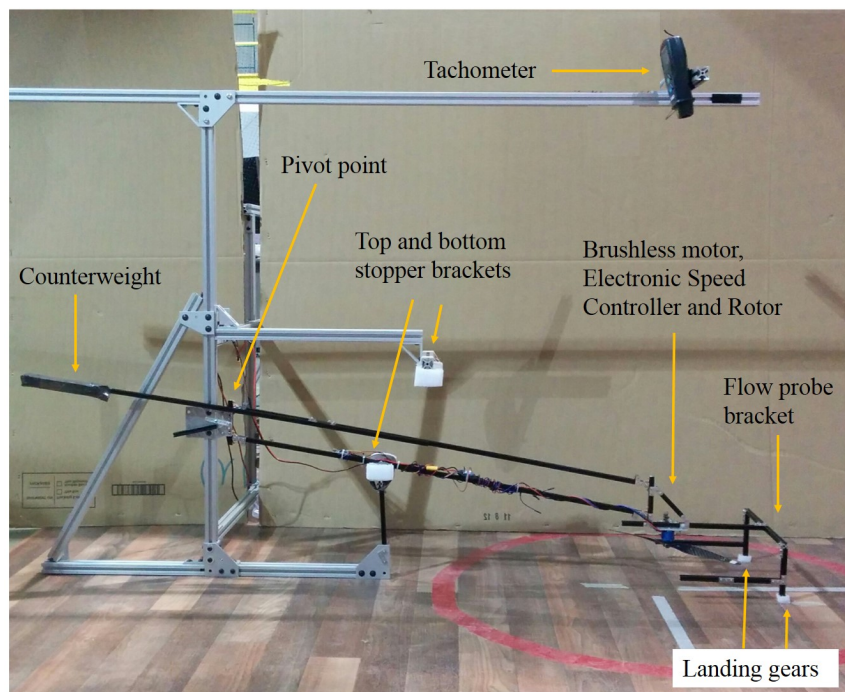 Tachometer
Pivot point
Top and bottom
stopper brackets
Brushless motor,
Electronic Speed
Controller and Rotor
Counterweight
Flow probe
bracket
Landing gears